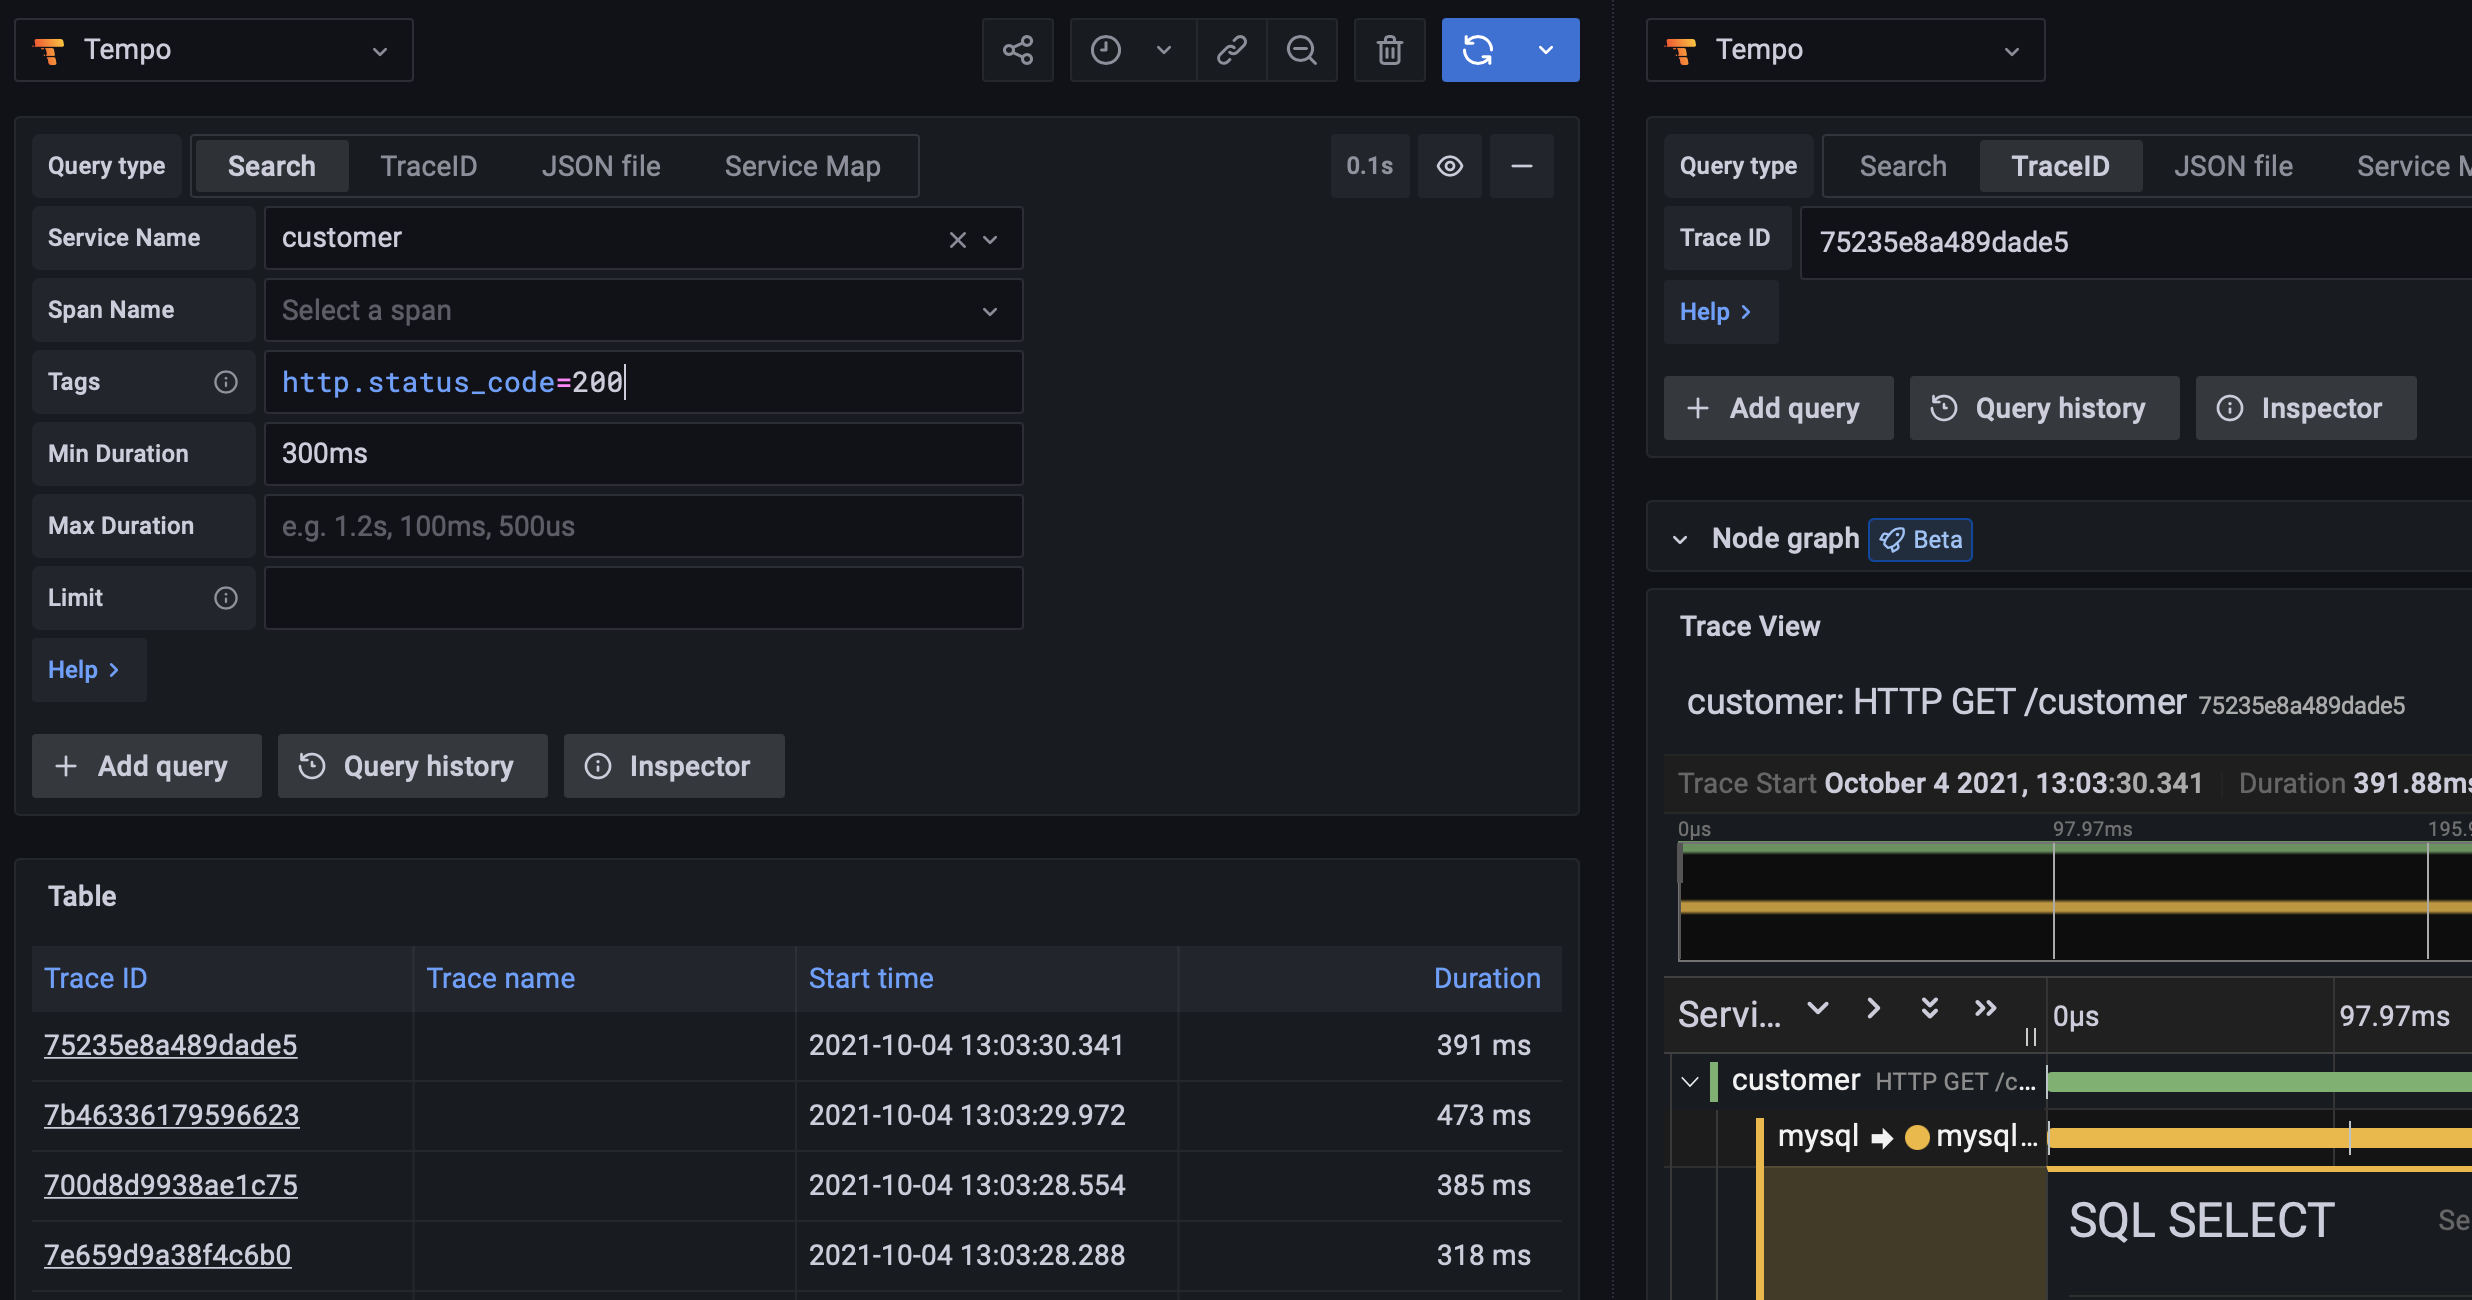 Tempo
Query type Search TraceID JSON file Service Map 0.1s
Service Name customer
Span Name Select a span
Tags http.status_code=200
Min Duration 300ms
Max Duration e.g. 1.2s, 100ms, 500us
Limit
Help
Add query Query history Inspector
Table
Trace ID Trace name Start time Duration
75235e8a489dade5 2021-10-04 13:03:30.341 391 ms
7b46336179596623 2021-10-04 13:03:29.972 473 ms
700d8d9938ae1c75 2021-10-04 13:03:28.554 385 ms
7e659d9a38f4c6b0 2021-10-04 13:03:28.288 318 ms
Tempo
Query type Search TraceID JSON file Service M
Trace ID 75235e8a489dade5
Help
Add query Query history Inspector
Node graph Beta
Trace View
customer: HTTP GET /customer 75235e8a489dade5
Trace Start October 4 2021, 13:03:30.341 Duration 391.88ms
0μs 97.97ms 195.9
Servi... 0μs 97.97ms
customer HTTP GET /c...
mysql mysql...
SQL SELECT Se